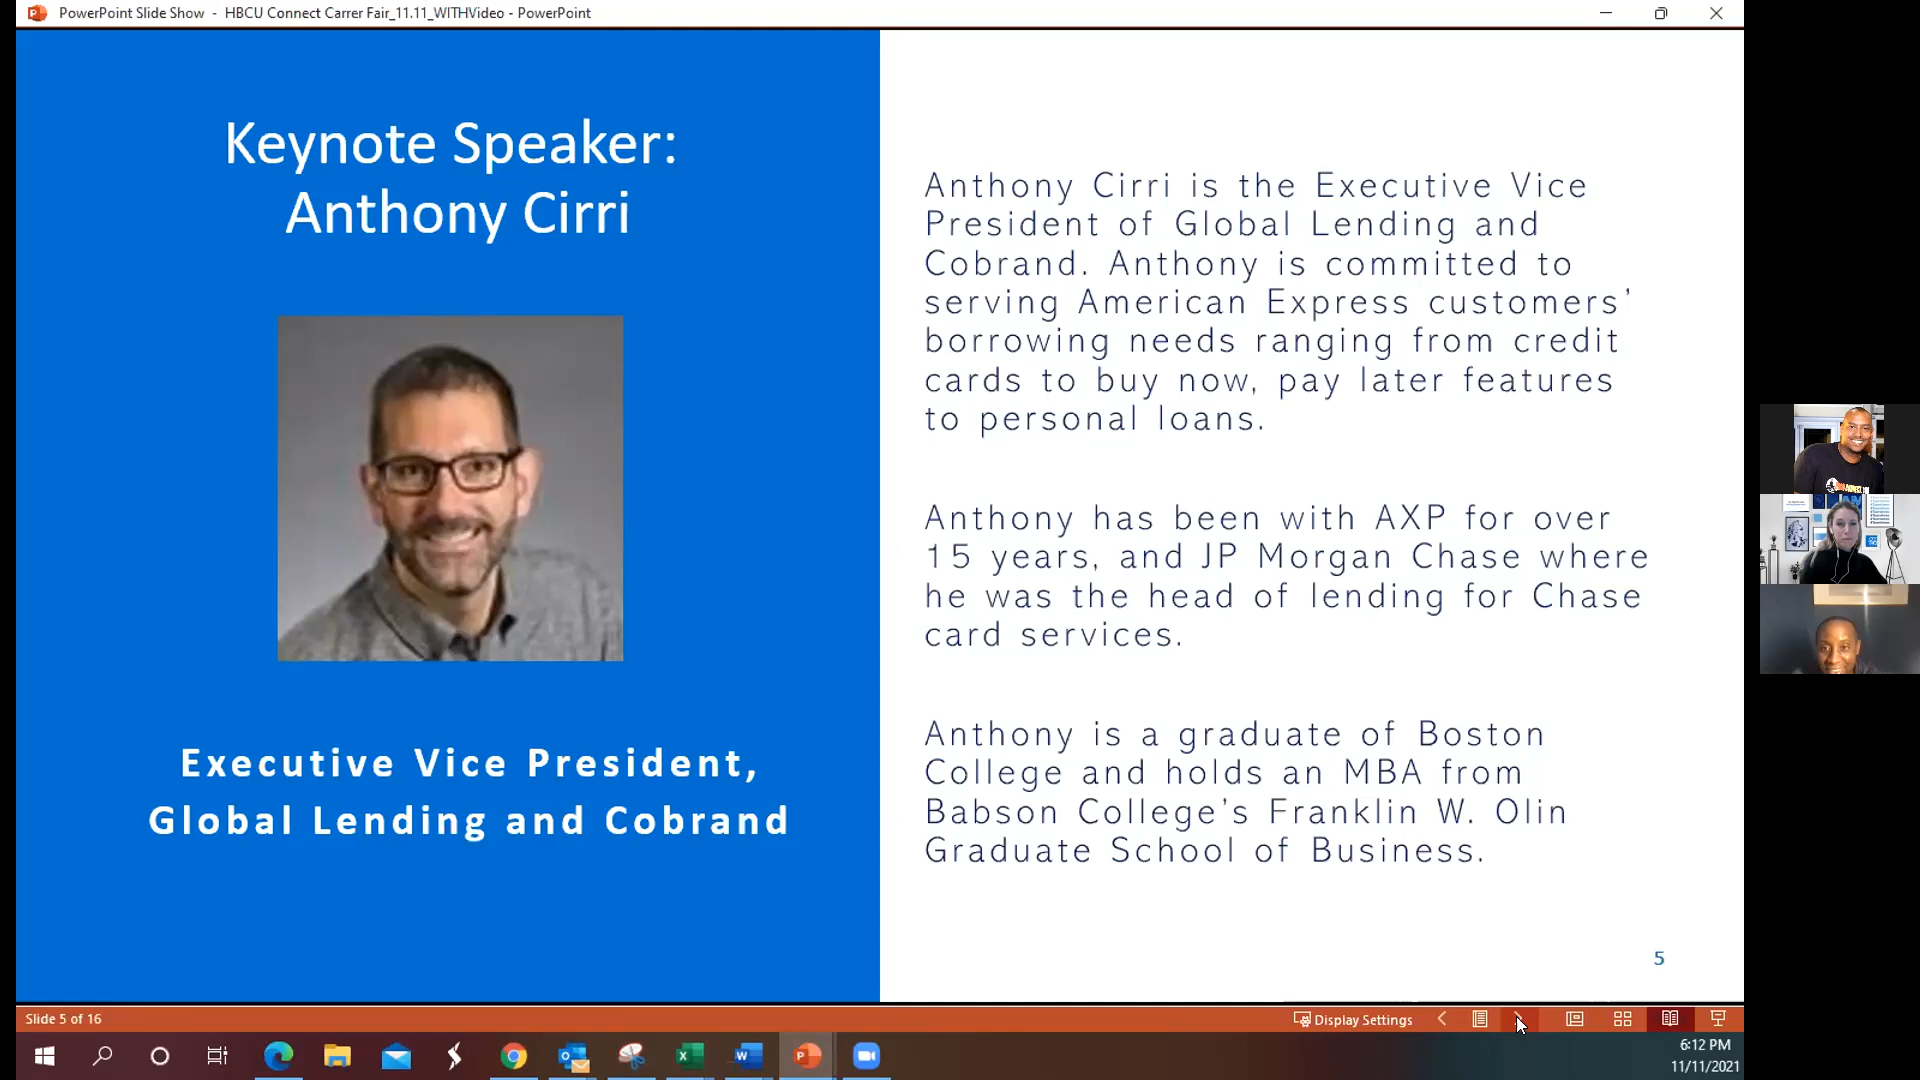 PowerPoint Slide Show - HBCU Connect Carrer Fair_11.11_WITHVideo - PowerPoint
Keynote Speaker:
Anthony Cirri
Executive Vice President,
Global Lending and Cobrand
Anthony Cirri is the Executive Vice
President of Global Lending and
Cobrand. Anthony is committed to
serving American Express customers’
borrowing needs ranging from credit
cards to buy now, pay later features
to personal loans.
Anthony has been with AXP for over
15 years, and JP Morgan Chase where
he was the head of lending for Chase
card services.
Anthony is a graduate of Boston
College and holds an MBA from
Babson College’s Franklin W. Olin
Graduate School of Business.
5
Slide 5 of 16
Display Settings
6:12 PM
11/11/2021